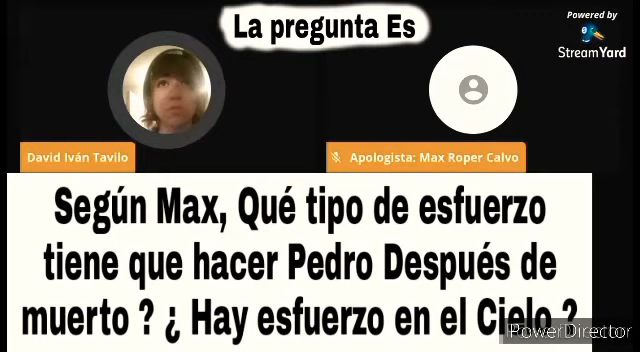 La pregunta Es
Powered by
StreamYard
David Iván Tavilo
Apologista: Max Roper Calvo
Según Max, Qué tipo de esfuerzo
tiene que hacer Pedro Después de
muerto ? ¿ Hay esfuerzo en el Cielo ?
PowerDirector